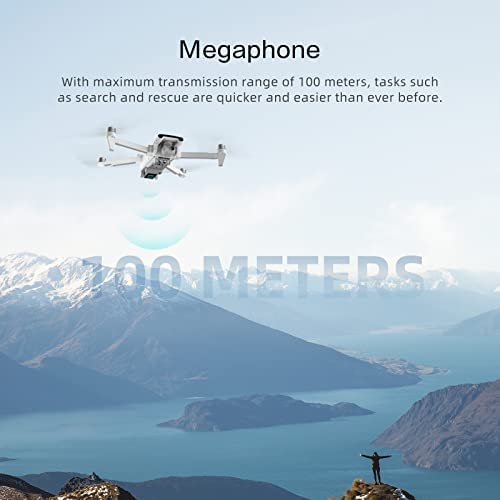 Megaphone
With maximum transmission range of 100 meters, tasks such
as search and rescue are quicker and easier than ever before.
100 METERS